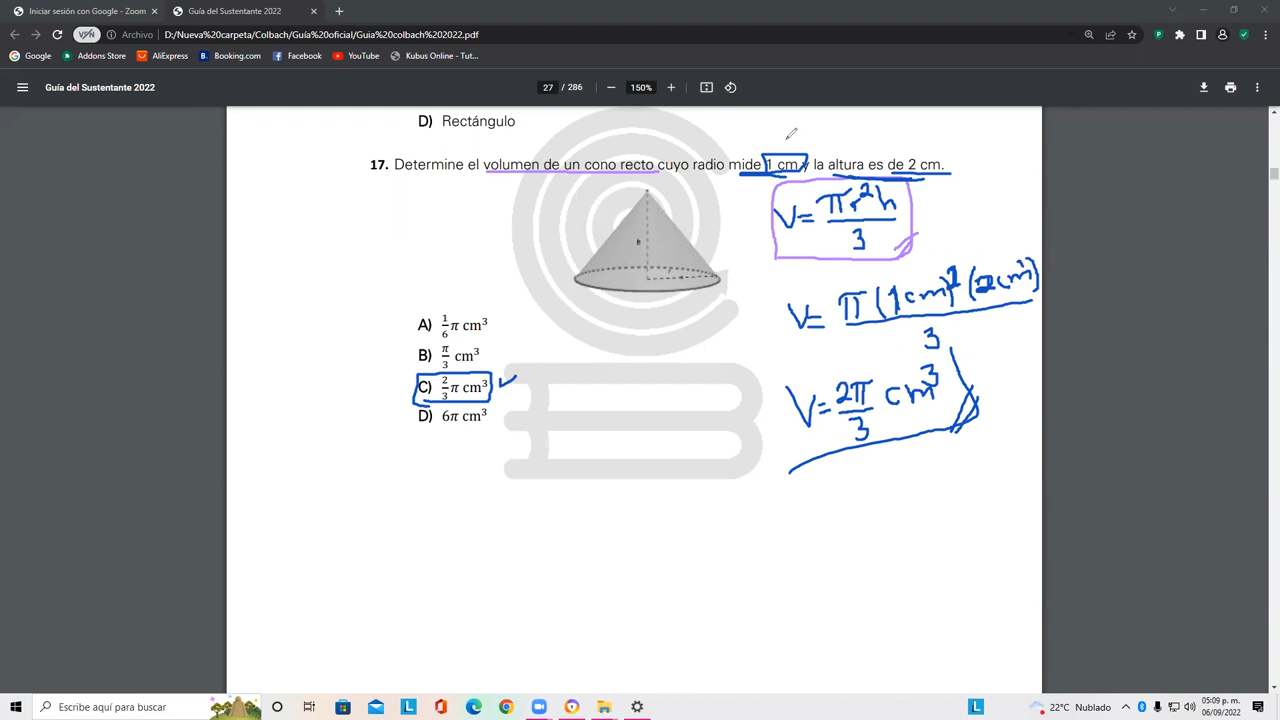 Iniciar sesión con Google - Zoom
Guía del Sustentante 2022
VPN
Archivo
D:/Nueva%20carpeta/Colbach/Guía%20oficial/Guia%20colbach%202022.pdf
Google
Addons Store
AliExpress
Booking.com
Facebook
YouTube
Kubus Online - Tut...
Guía del Sustentante 2022
27 / 286
150%
D) Rectángulo
17. Determine el volumen de un cono recto cuyo radio mide 1 cm y la altura es de 2 cm.
V= πr²h/3
h
r
V= π(1cm)²(2cm)/3
A) 1/6 π cm³
B) π/3 cm³
C) 2/3 π cm³
D) 6π cm³
V= 2π/3 cm³
Escribe aquí para buscar
22°C Nublado
05:09 p. m.
06/09/2022